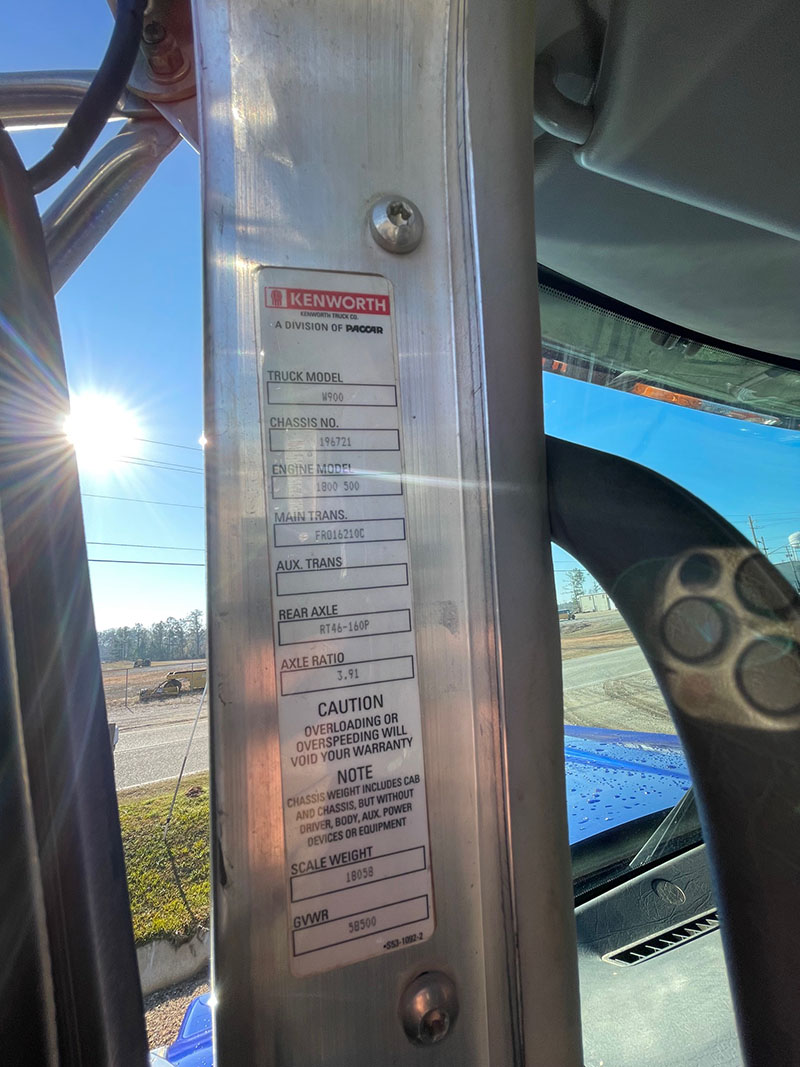 KENWORTH
KENWORTH TRUCK CO.
A DIVISION OF PACCAR
TRUCK MODEL
W900
CHASSIS NO.
196721
ENGINE MODEL
1800 500
MAIN TRANS.
FRO16210C
AUX. TRANS
REAR AXLE
RT46-160P
AXLE RATIO
3.91
CAUTION
OVERLOADING OR
OVERSPEEDING WILL
VOID YOUR WARRANTY
NOTE
CHASSIS WEIGHT INCLUDES CAB
AND CHASSIS, BUT WITHOUT
DRIVER, BODY, AUX. POWER
DEVICES OR EQUIPMENT
SCALE WEIGHT
18058
GVWR
58500
•S53-1092-2